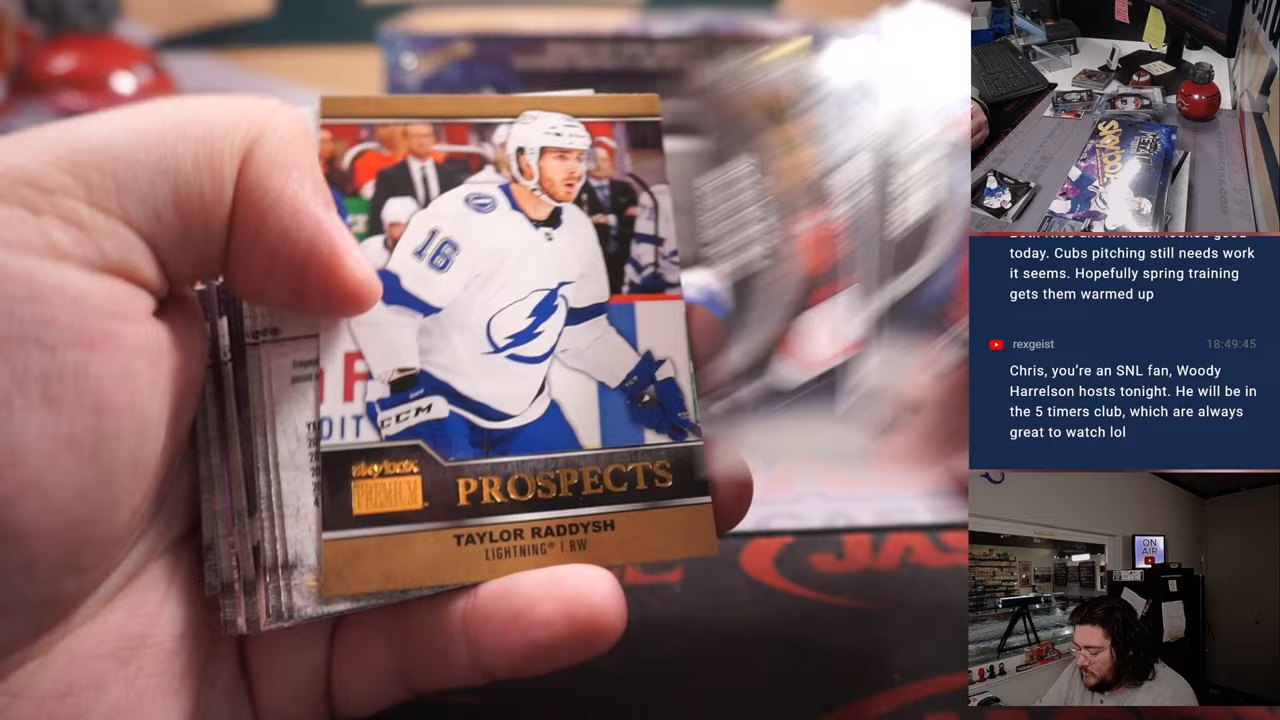 16
CCM
skybox
PREMIUM
PROSPECTS
TAYLOR RADDYSH
LIGHTNING® | RW
SKYBOX
METAL
today. Cubs pitching still needs work
it seems. Hopefully spring training
gets them warmed up
rexgeist 18:49:45
Chris, you're an SNL fan, Woody
Harrelson hosts tonight. He will be in
the 5 timers club, which are always
great to watch lol
ON
AIR